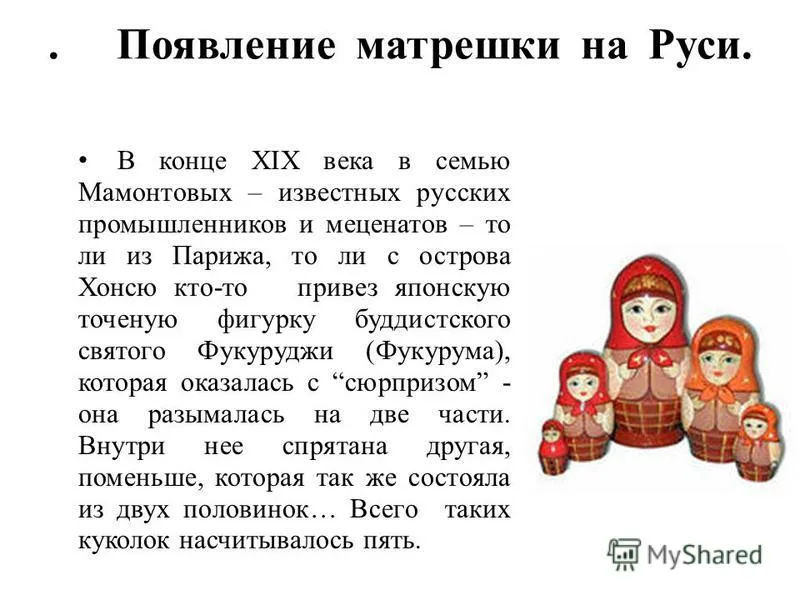 . Появление матрешки на Руси.
• В конце XIX века в семью
Мамонтовых – известных русских
промышленников и меценатов – то
ли из Парижа, то ли с острова
Хонсю кто-то привез японскую
точеную фигурку буддистского
святого Фукуруджи (Фукурума),
которая оказалась с “сюрпризом” -
она разымалась на две части.
Внутри нее спрятана другая,
поменьше, которая так же состояла
из двух половинок… Всего таких
куколок насчитывалось пять.
MyShared